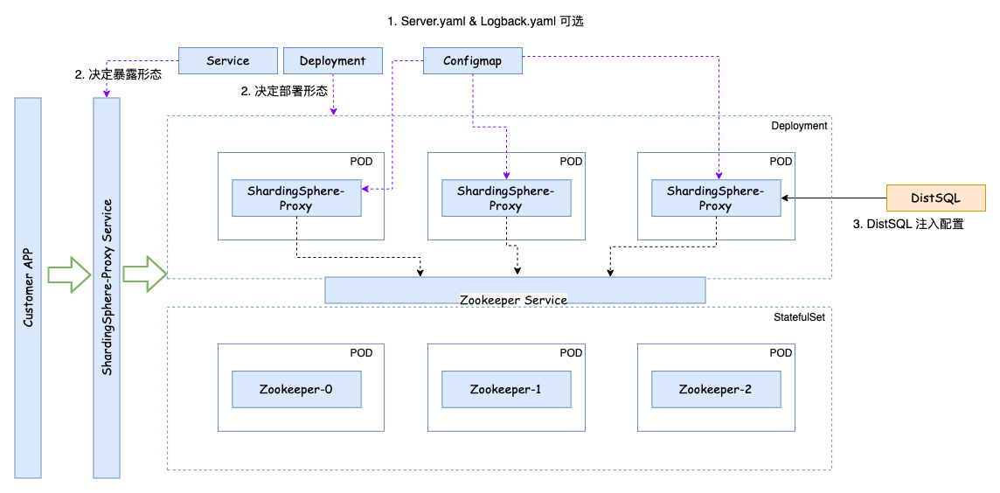 1. Server.yaml & Logback.yaml 可选
Service
Deployment
Configmap
2. 决定暴露形态
2. 决定部署形态
Deployment
POD
POD
POD
ShardingSphere-
Proxy
ShardingSphere-
Proxy
ShardingSphere-
Proxy
DistSQL
3. DistSQL 注入配置
Customer APP
ShardingSphere-Proxy Service
Zookeeper Service
StatefulSet
POD
POD
POD
Zookeeper-0
Zookeeper-1
Zookeeper-2